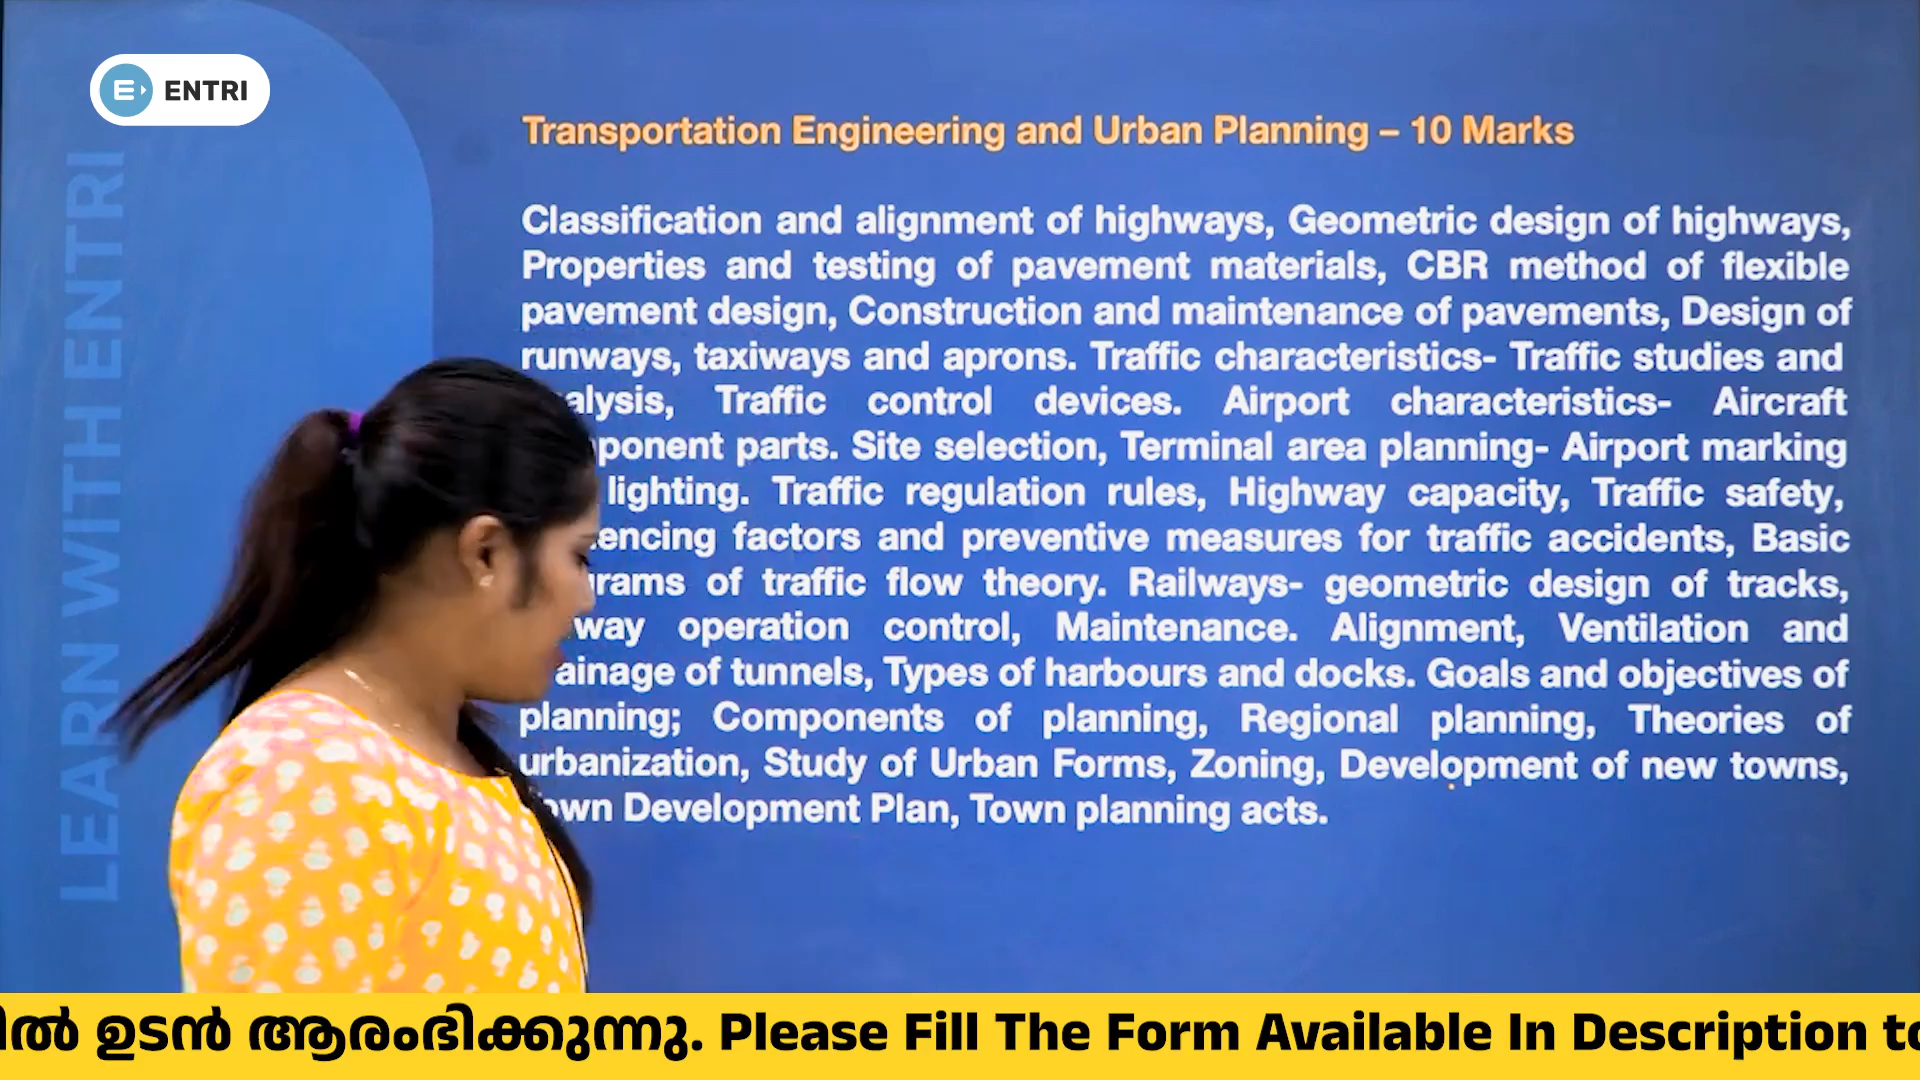 ENTRI
LEARN WITH ENTRI
Transportation Engineering and Urban Planning – 10 Marks
Classification and alignment of highways, Geometric design of highways,
Properties and testing of pavement materials, CBR method of flexible
pavement design, Construction and maintenance of pavements, Design of
runways, taxiways and aprons. Traffic characteristics- Traffic studies and
alysis, Traffic control devices. Airport characteristics- Aircraft
ponent parts. Site selection, Terminal area planning- Airport marking
lighting. Traffic regulation rules, Highway capacity, Traffic safety,
encing factors and preventive measures for traffic accidents, Basic
grams of traffic flow theory. Railways- geometric design of tracks,
way operation control, Maintenance. Alignment, Ventilation and
ainage of tunnels, Types of harbours and docks. Goals and objectives of
planning; Components of planning, Regional planning, Theories of
urbanization, Study of Urban Forms, Zoning, Development of new towns,
own Development Plan, Town planning acts.
ിൽ ഉടൻ ആരംഭിക്കുന്നു. Please Fill The Form Available In Description to